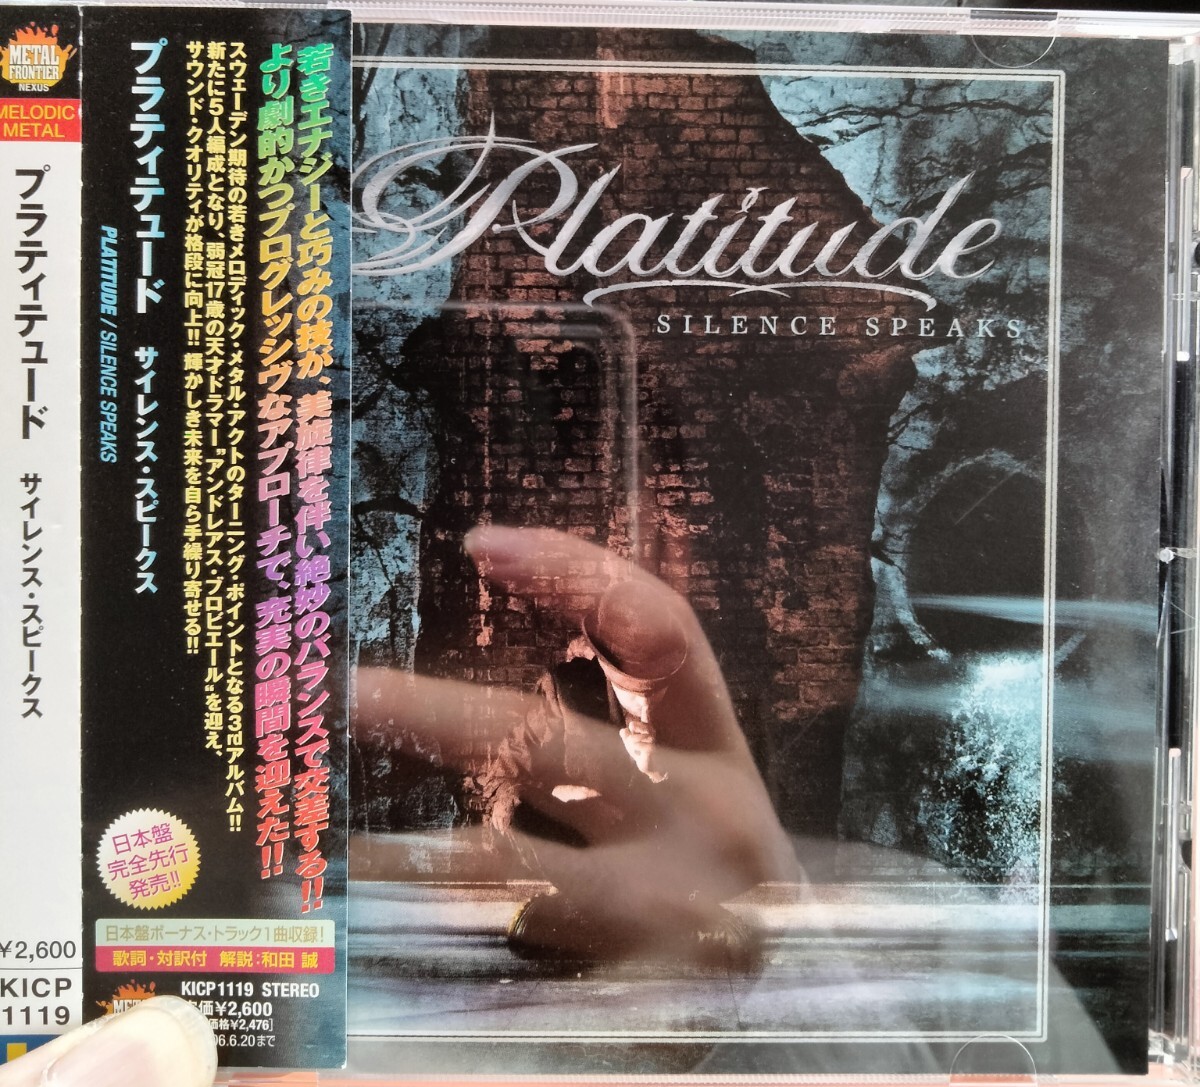 METAL
FRONTIER
NEXUS
MELODIC
METAL
プラティテュード
サイレンス・スピークス
¥2,600
KICP
1119
若きエナジーと巧みの技が、美旋律を伴い絶妙のバランスで交差する!!
より劇的かつプログレッシヴなアプローチで、充実の瞬間を迎えた!!
スウェーデン期待の若きメロディック・メタル・アクトのターニング・ポイントとなる3rdアルバム!!
新たに5人編成となり、弱冠17歳の天才ドラマー"アンドレアス・ブロビエール"を迎え、
サウンド・クオリティが格段に向上!! 輝かしき未来を自ら手繰り寄せる!!
プラティテュード サイレンス・スピークス
PLATITUDE / SILENCE SPEAKS
日本盤
完全先行
発売!!
日本盤ボーナス・トラック1曲収録!
歌詞・対訳付 解説:和田 誠
KICP1119 STEREO
価¥2,600
価格¥2,476]
06.6.20まで
Platitude
SILENCE SPEAKS